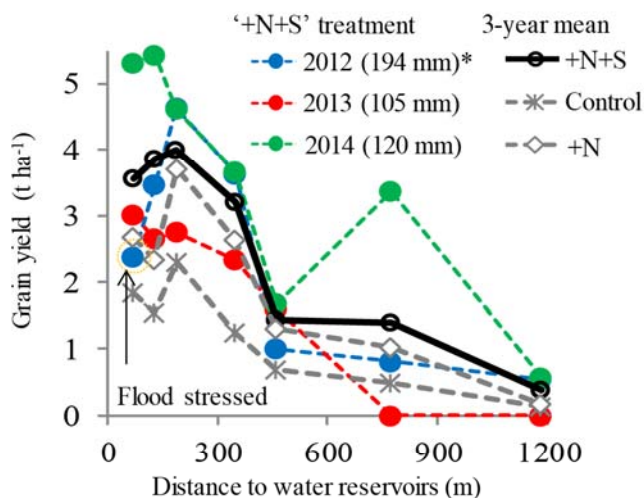 ‘+N+S’ treatment
3-year mean
2012 (194 mm)*
+N+S
2013 (105 mm)
Control
2014 (120 mm)
+N
Grain yield (t ha-1)
5
4
3
2
1
0
Flood stressed
0 300 600 900 1200
Distance to water reservoirs (m)